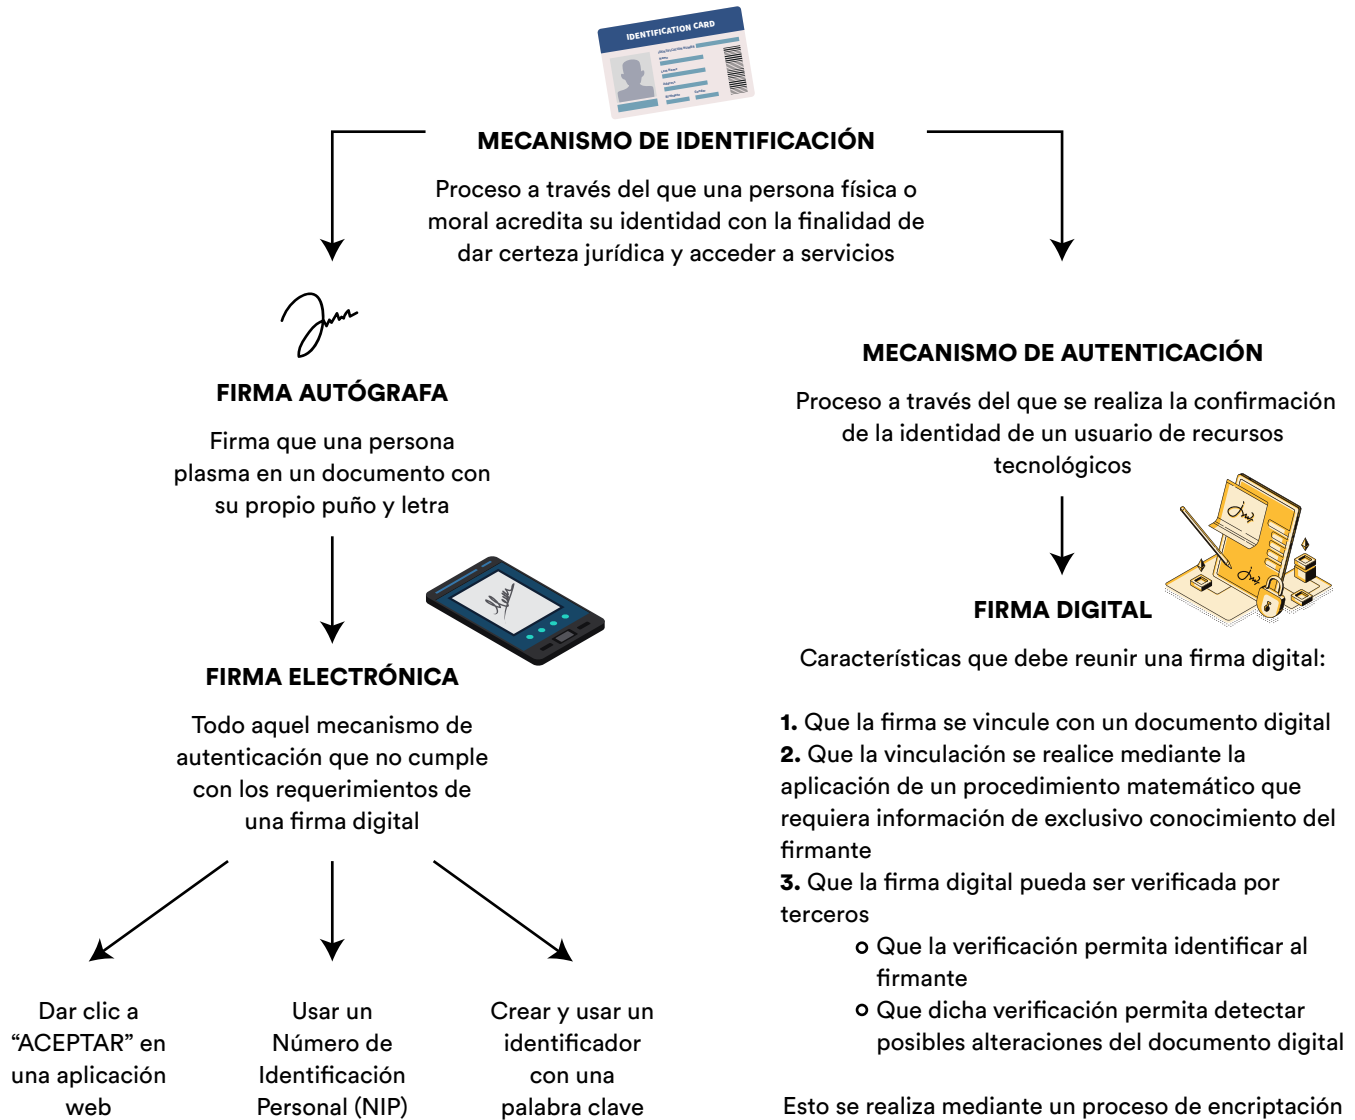 IDENTIFICATION CARD
MECANISMO DE IDENTIFICACIÓN
Proceso a través del que una persona física o
moral acredita su identidad con la finalidad de
dar certeza jurídica y acceder a servicios
FIRMA AUTÓGRAFA
Firma que una persona
plasma en un documento con
su propio puño y letra
FIRMA ELECTRÓNICA
Todo aquel mecanismo de
autenticación que no cumple
con los requerimientos de
una firma digital
Dar clic a
“ACEPTAR” en
una aplicación
web
Usar un
Número de
Identificación
Personal (NIP)
Crear y usar un
identificador
con una
palabra clave
MECANISMO DE AUTENTICACIÓN
Proceso a través del que se realiza la confirmación
de la identidad de un usuario de recursos
tecnológicos
FIRMA DIGITAL
Características que debe reunir una firma digital:
1. Que la firma se vincule con un documento digital
2. Que la vinculación se realice mediante la
aplicación de un procedimiento matemático que
requiera información de exclusivo conocimiento del
firmante
3. Que la firma digital pueda ser verificada por
terceros
Que la verificación permita identificar al
firmante
Que dicha verificación permita detectar
posibles alteraciones del documento digital
Esto se realiza mediante un proceso de encriptación